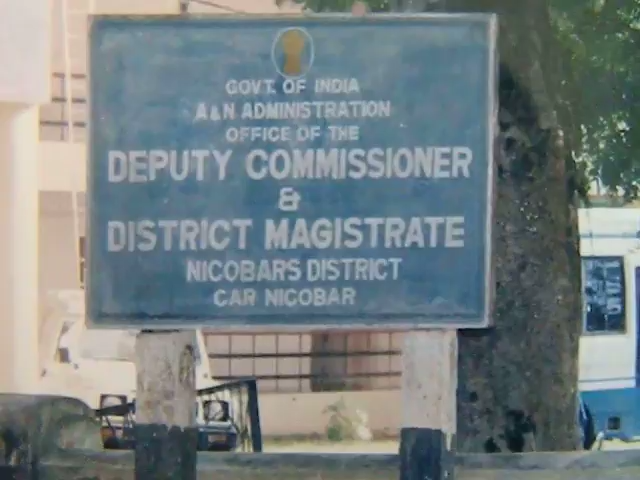 GOVT. OF INDIA
A&N ADMINISTRATION
OFFICE OF THE
DEPUTY COMMISSIONER
&
DISTRICT MAGISTRATE
NICOBARS DISTRICT
CAR NICOBAR